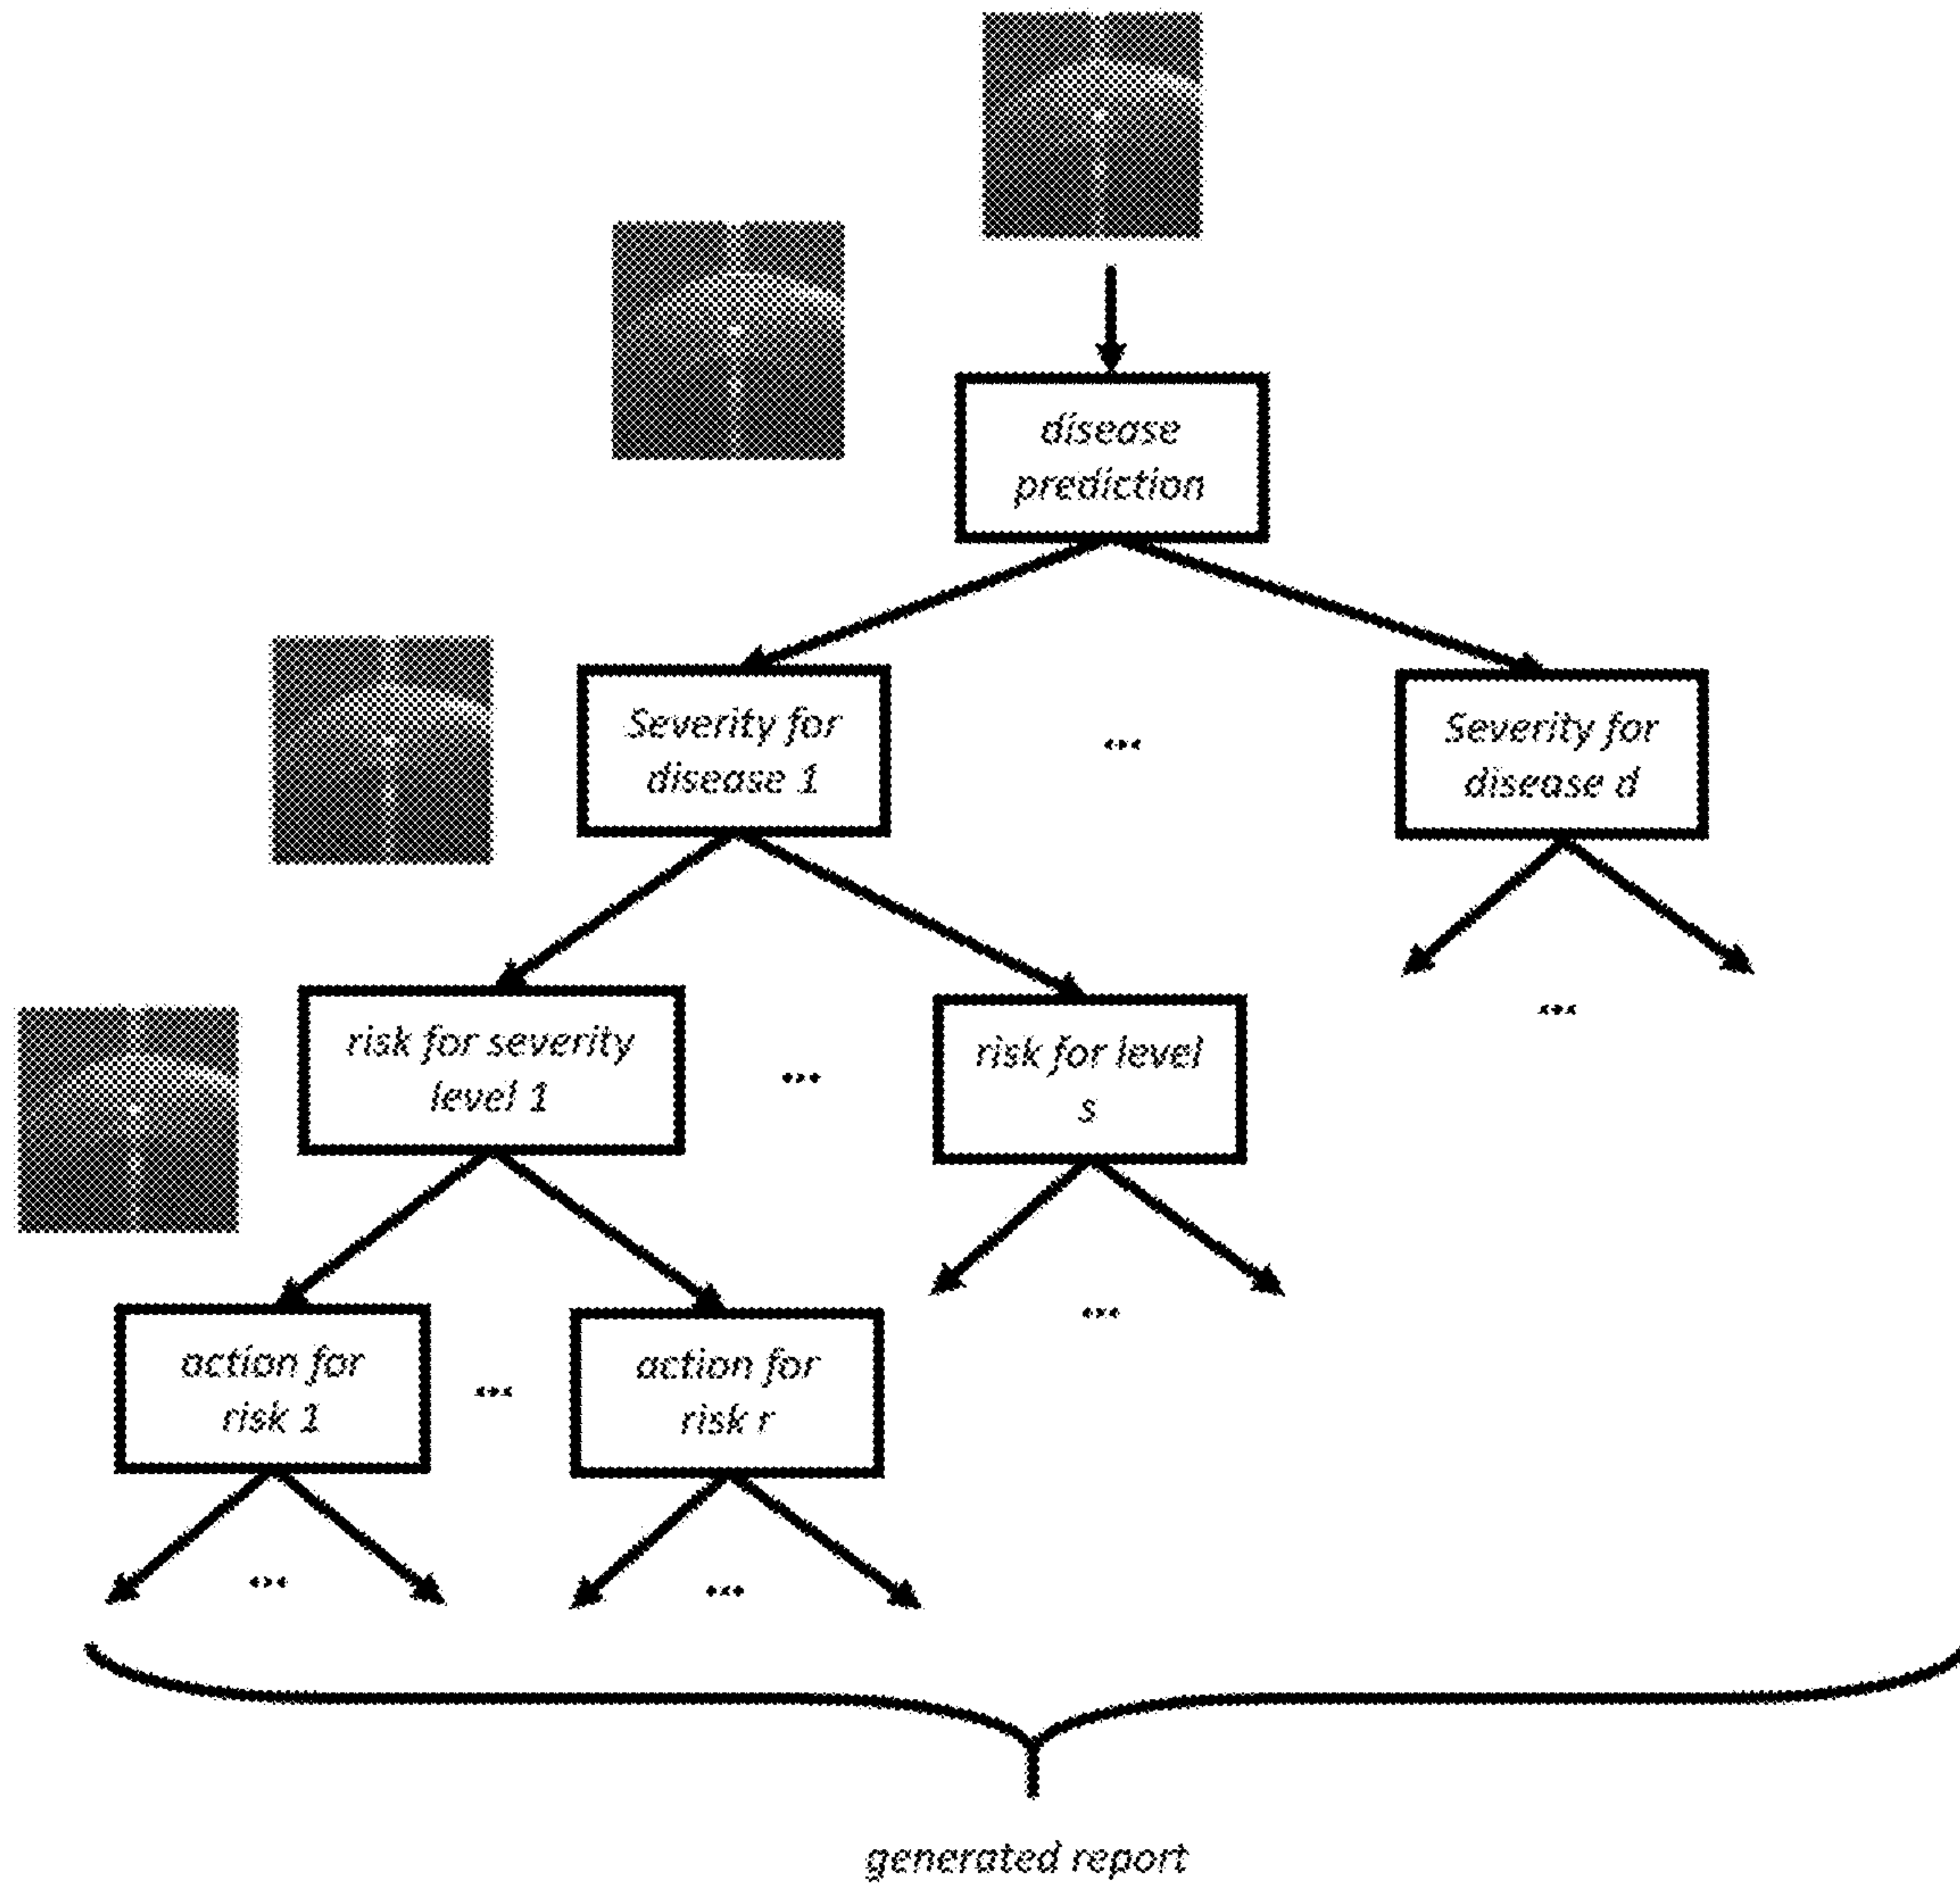 disease
prediction
Severity for
disease 1
...
Severity for
disease d
...
risk for severity
level 1
...
risk for level
s
...
action for
risk 1
...
action for
risk r
...
...
generated report